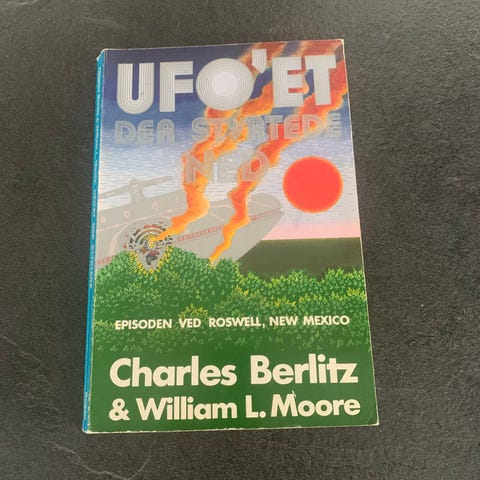 UFO'ET
DER STYRTEDE
NED
EPISODEN VED ROSWELL, NEW MEXICO
Charles Berlitz
& William L. Moore